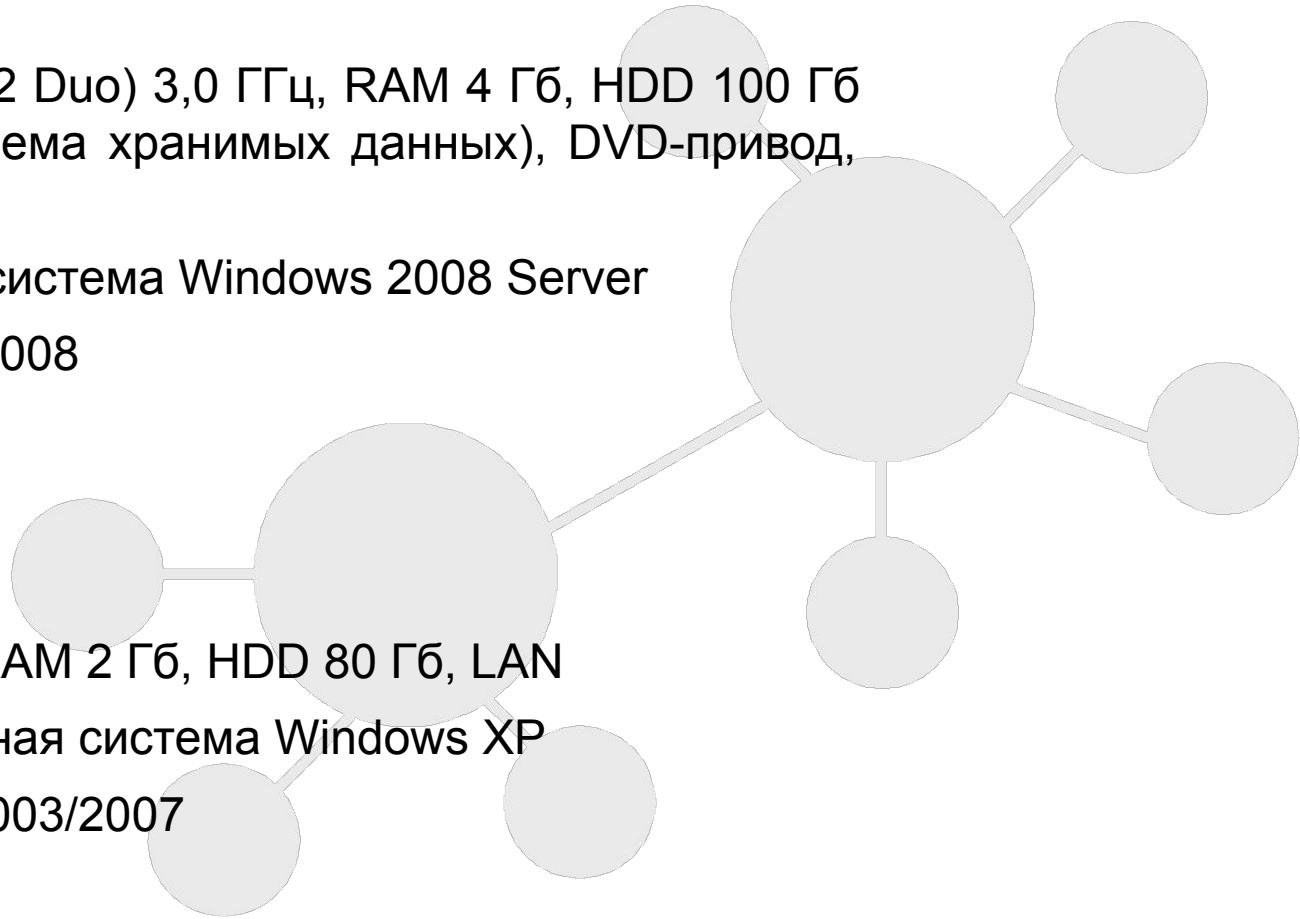 2 Duo) 3,0 ГГц, RAM 4 Гб, HDD 100 Гб
ема хранимых данных), DVD-привод,
система Windows 2008 Server
008
AM 2 Гб, HDD 80 Гб, LAN
ная система Windows XP
003/2007